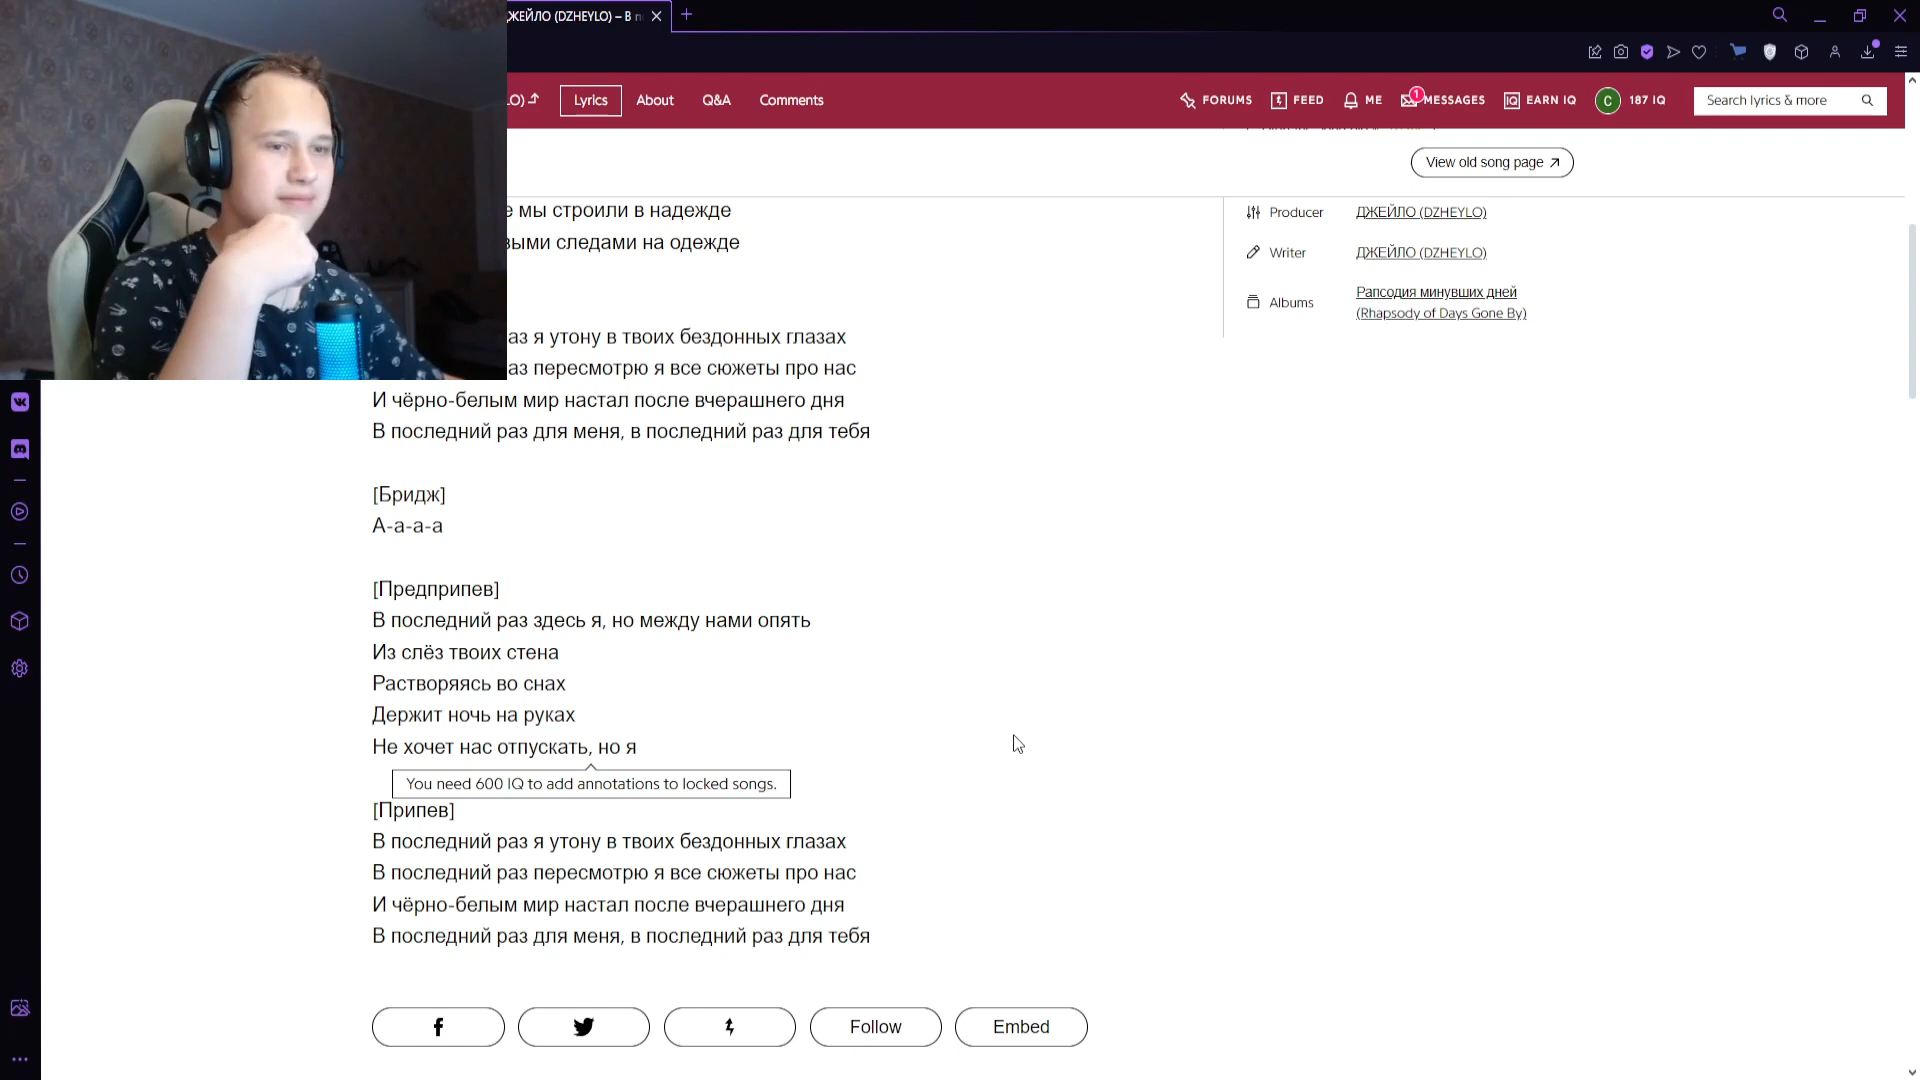 ДЖЕЙЛО (DZHEYLO) – В п
LO)
Lyrics
About
Q&A
Comments
FORUMS
FEED
ME
1
MESSAGES
IQ
EARN IQ
C
187 IQ
Search lyrics & more
View old song page
е мы строили в надежде
выми следами на одежде
аз я утону в твоих бездонных глазах
аз пересмотрю я все сюжеты про нас
И чёрно-белым мир настал после вчерашнего дня
В последний раз для меня, в последний раз для тебя
[Бридж]
А-а-а-а
[Предприпев]
В последний раз здесь я, но между нами опять
Из слёз твоих стена
Растворяясь во снах
Держит ночь на руках
Не хочет нас отпускать, но я
You need 600 IQ to add annotations to locked songs.
[Припев]
В последний раз я утону в твоих бездонных глазах
В последний раз пересмотрю я все сюжеты про нас
И чёрно-белым мир настал после вчерашнего дня
В последний раз для меня, в последний раз для тебя
Producer ДЖЕЙЛО (DZHEYLO)
Writer ДЖЕЙЛО (DZHEYLO)
Albums Рапсодия минувших дней
(Rhapsody of Days Gone By)
Follow
Embed